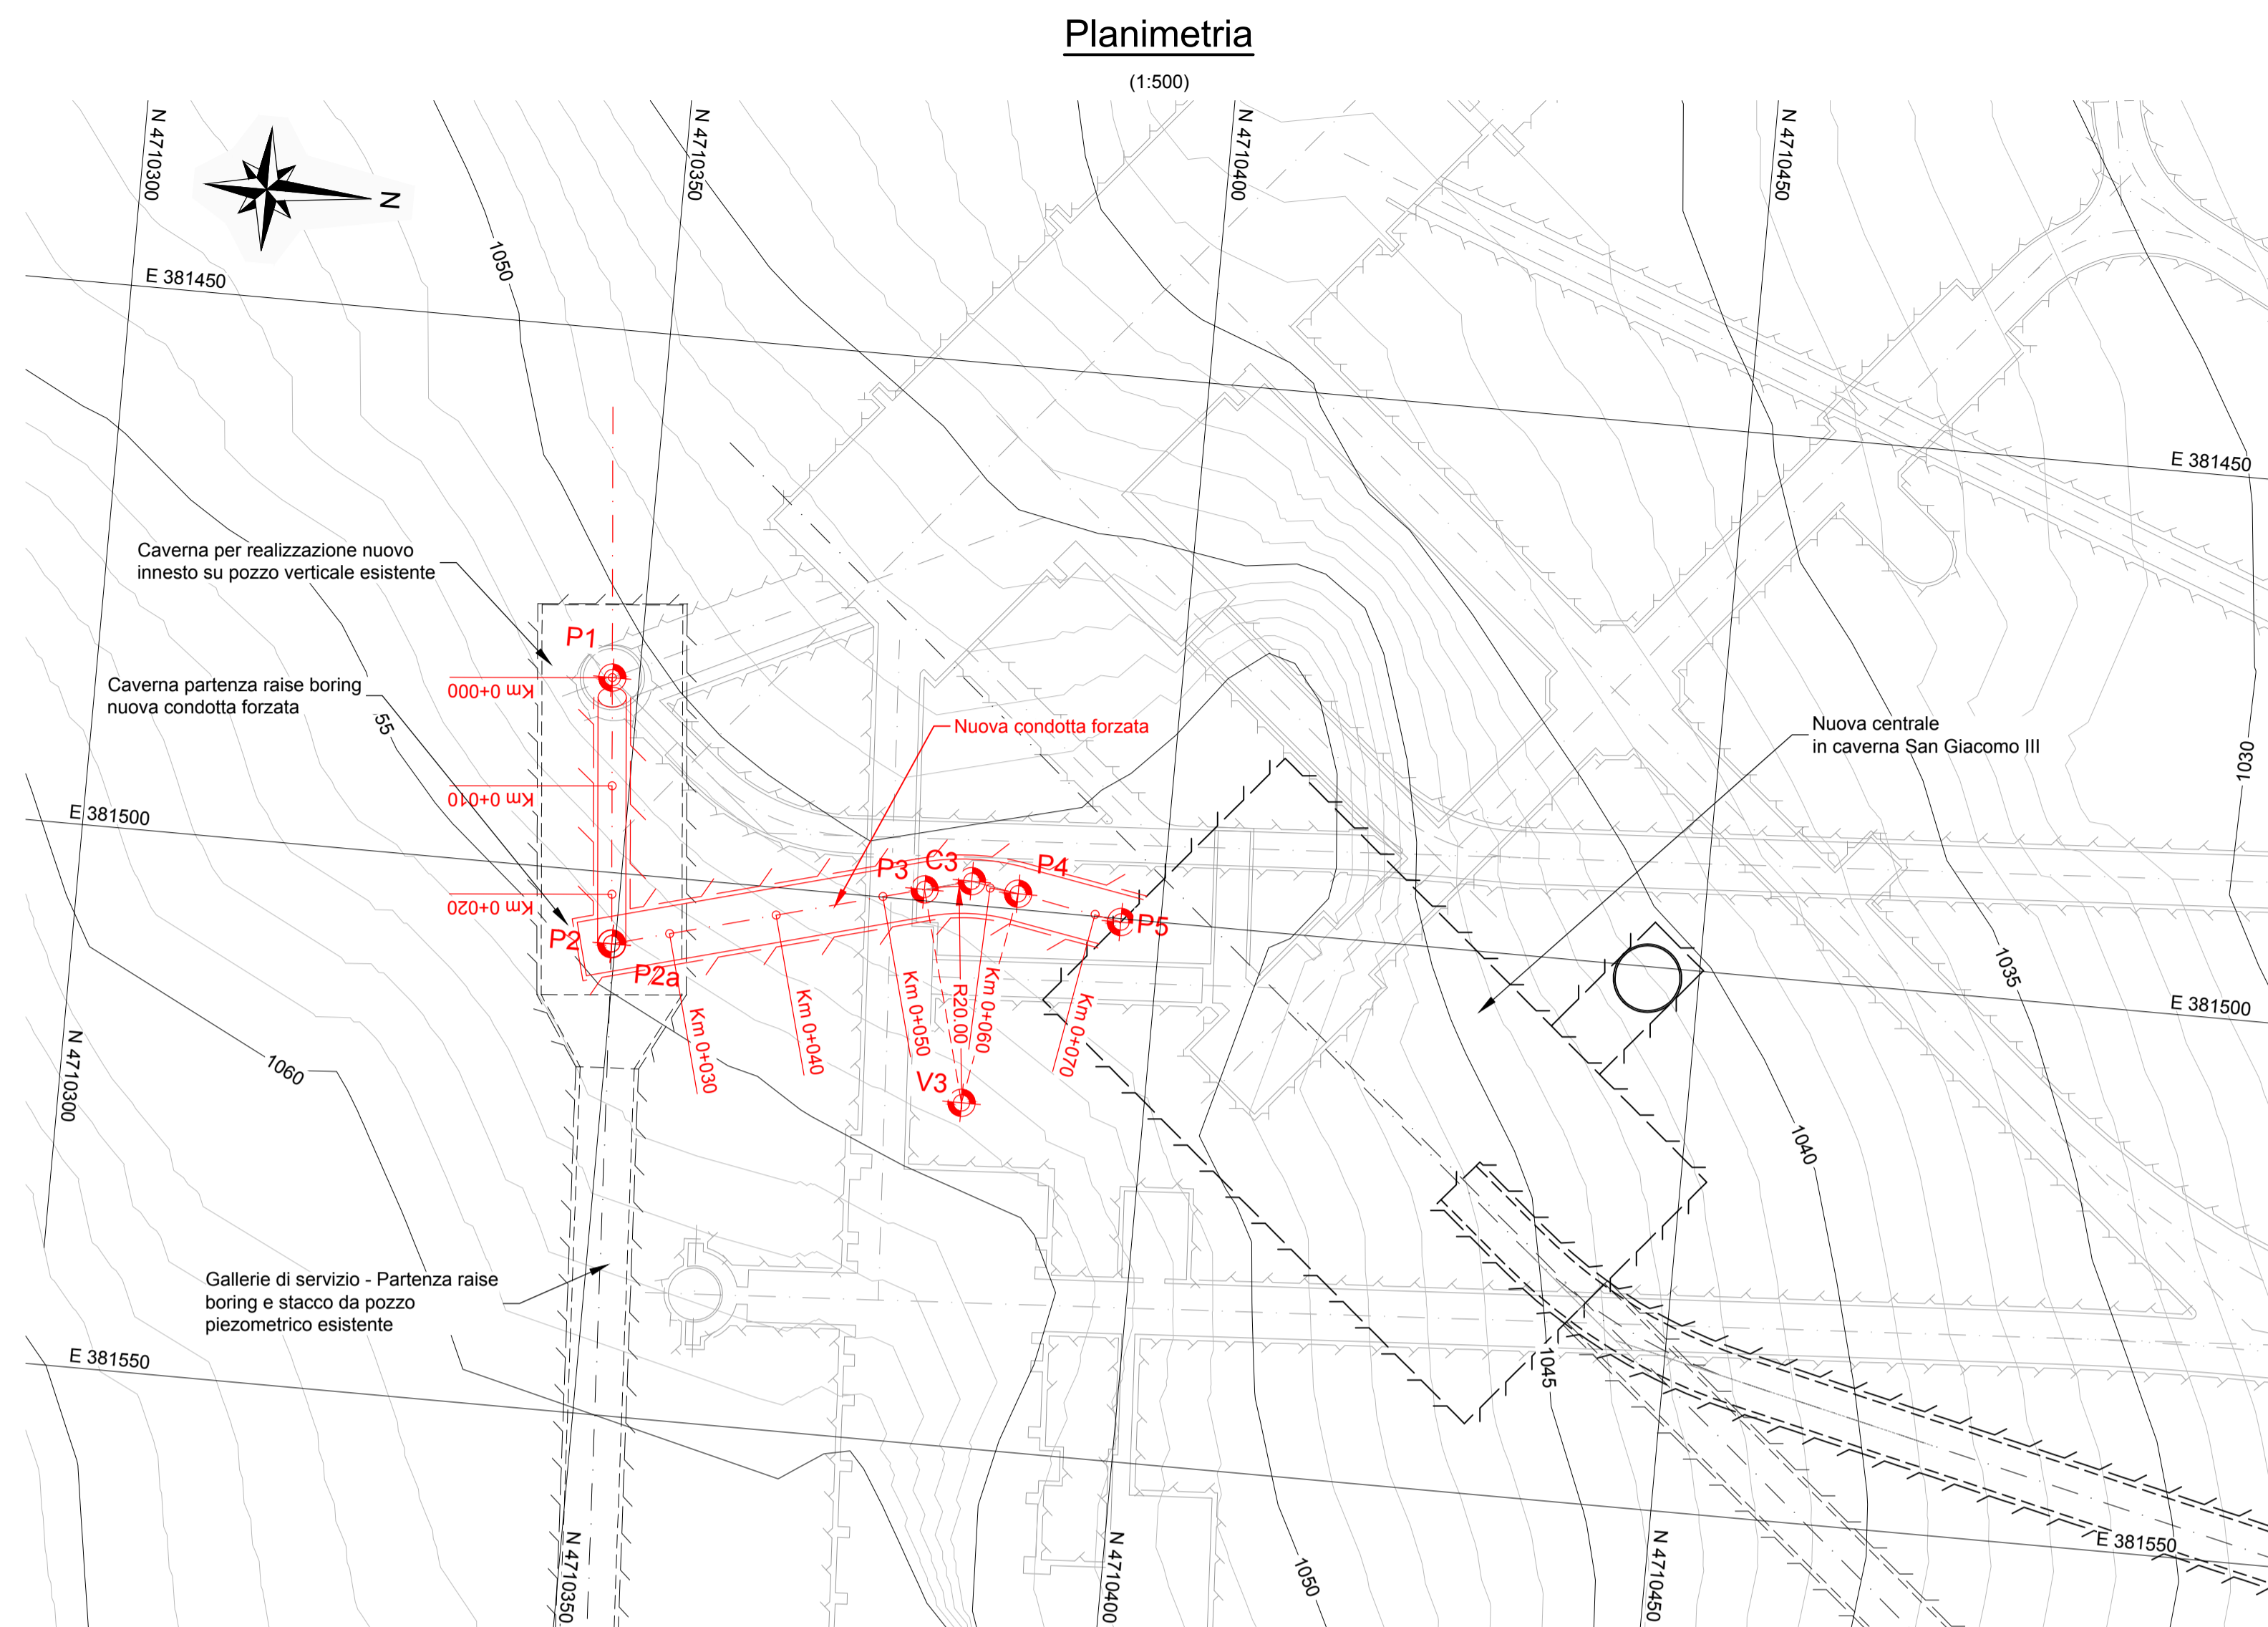 Planimetria
(1:500)
N 4710300
N 4710350
N 4710400
N 4710450
N
1050
E 381450
E 381450
Caverna per realizzazione nuovo
innesto su pozzo verticale esistente
P1
Km 0+000
Caverna partenza raise boring
nuova condotta forzata
55
Nuova condotta forzata
Nuova centrale
in caverna San Giacomo III
1030
Km 0+010
E 381500
P3
C3
P4
Km 0+020
P2
P5
P2a
1035
E 381500
Km 0+030
Km 0+040
Km 0+050
R20.00
Km 0+060
Km 0+070
N 4710300
1060
V3
1040
Gallerie di servizio - Partenza raise
boring e stacco da pozzo
piezometrico esistente
E 381550
1045
E 381550
N 4710350
N 4710400
1050
N 4710450